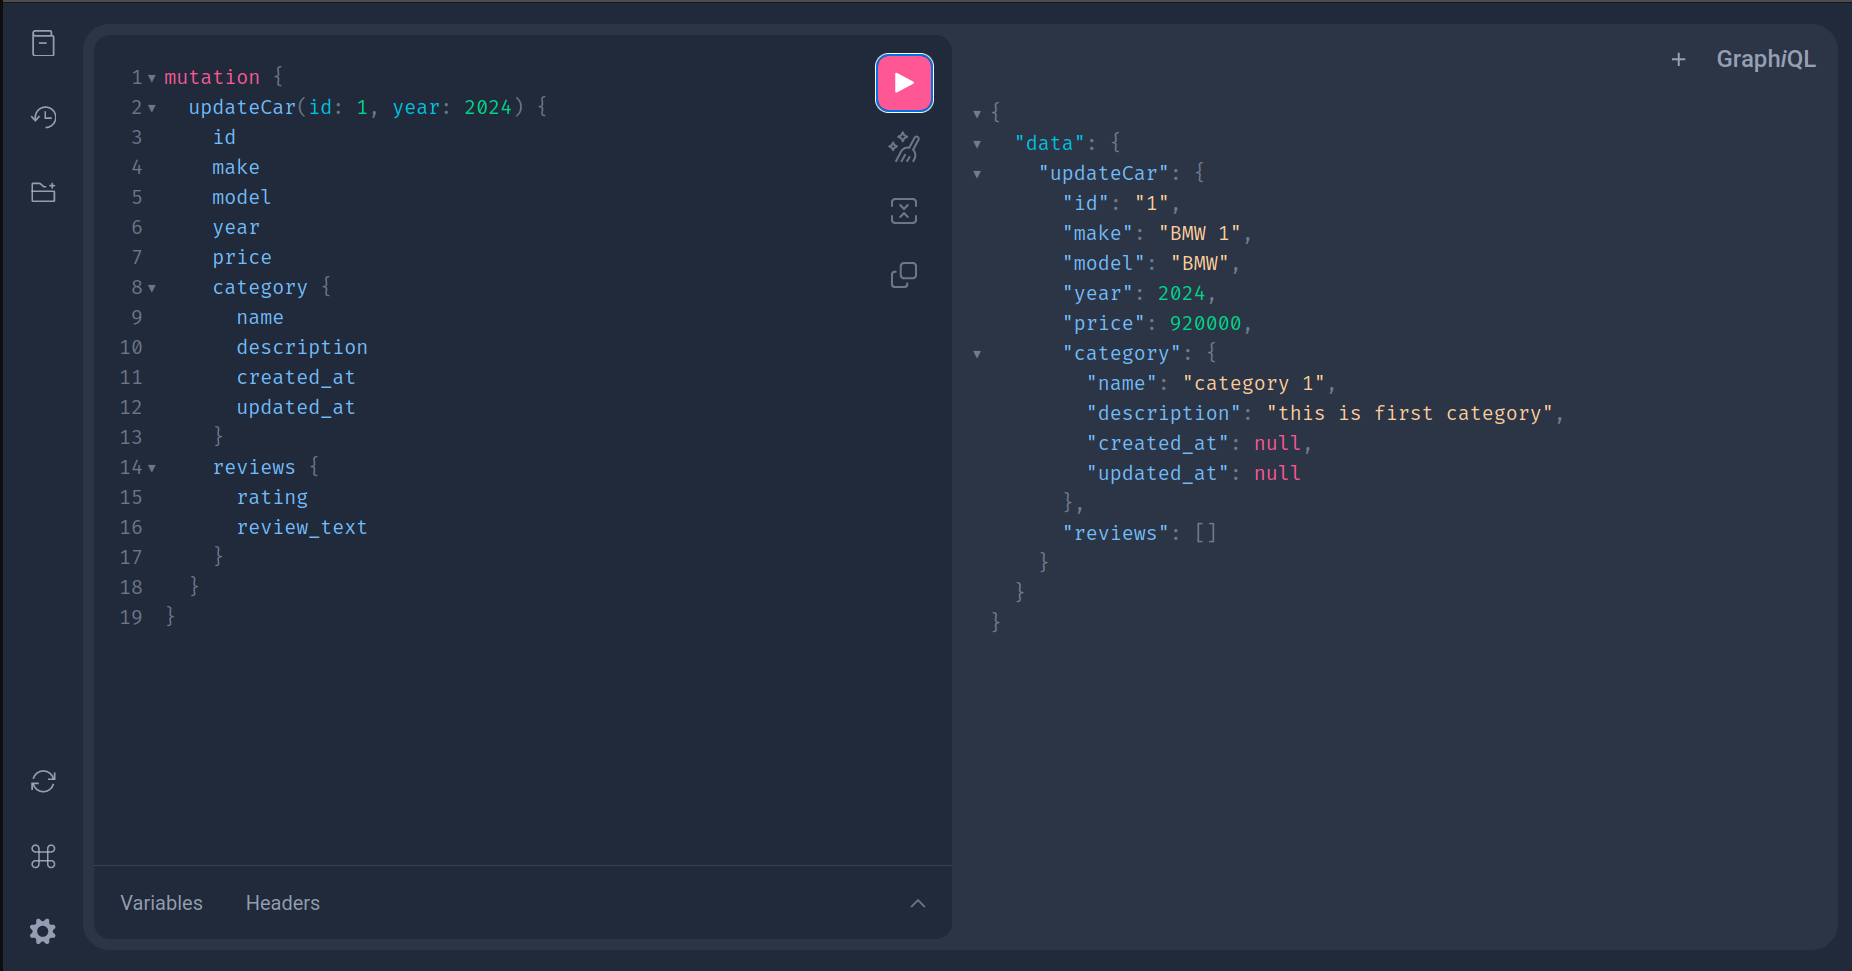 1 mutation {
2 updateCar(id: 1, year: 2024) {
3 id
4 make
5 model
6 year
7 price
8 category {
9 name
10 description
11 created_at
12 updated_at
13 }
14 reviews {
15 rating
16 review_text
17 }
18 }
19 }
Variables Headers
+ GraphiQL
{
"data": {
"updateCar": {
"id": "1",
"make": "BMW 1",
"model": "BMW",
"year": 2024,
"price": 920000,
"category": {
"name": "category 1",
"description": "this is first category",
"created_at": null,
"updated_at": null
},
"reviews": []
}
}
}